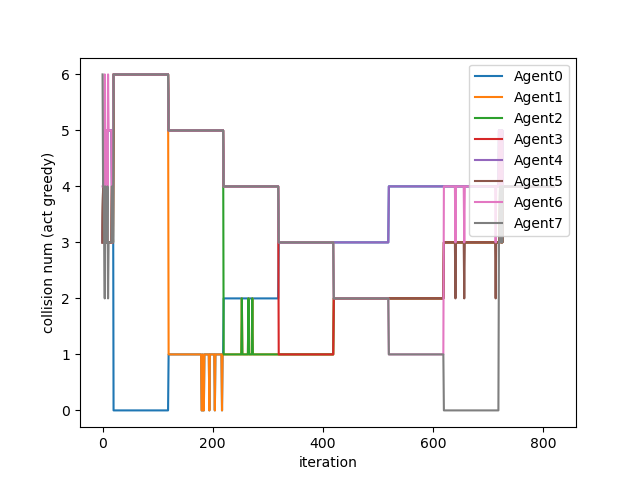 collision num (act greedy)
6
5
4
3
2
1
0
0 200 400 600 800
iteration
Agent0
Agent1
Agent2
Agent3
Agent4
Agent5
Agent6
Agent7